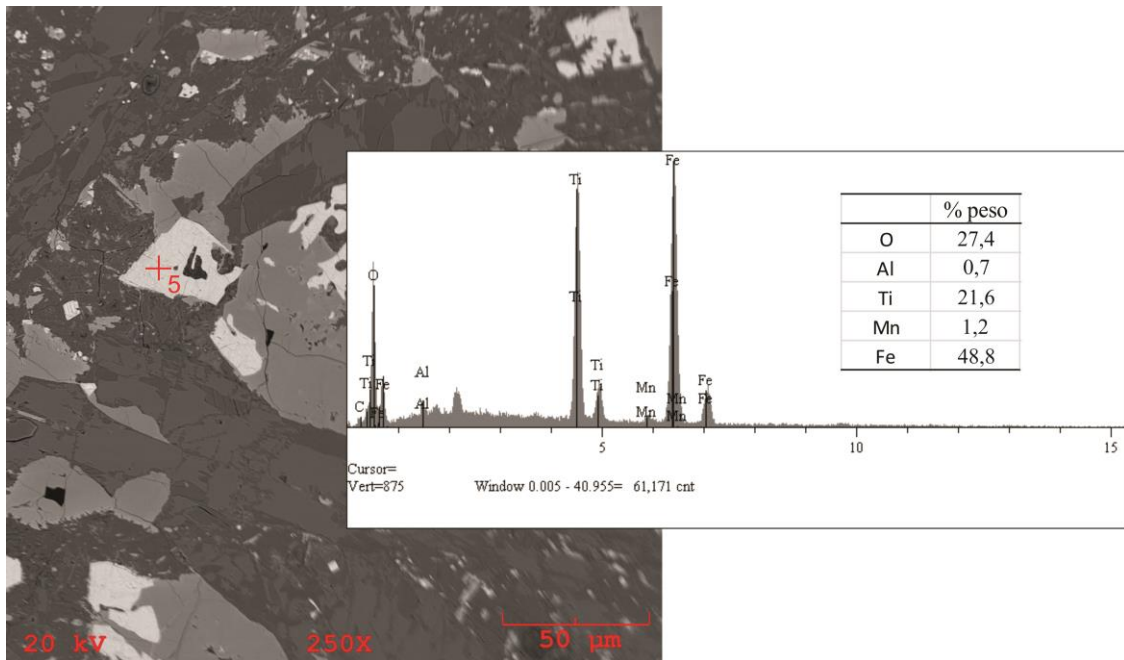 5
20 kV 250X 50 µm
Fe
Ti
O
Fe
Ti
Ti
Ti Fe
Al
Ti
Mn
Fe
C
Fe
Al
Ti
Mn
Mn
Mn
Fe
5 10 15
Cursor=
Vert=875 Window 0.005 - 40.955= 61,171 cnt
% peso
O 27,4
Al 0,7
Ti 21,6
Mn 1,2
Fe 48,8